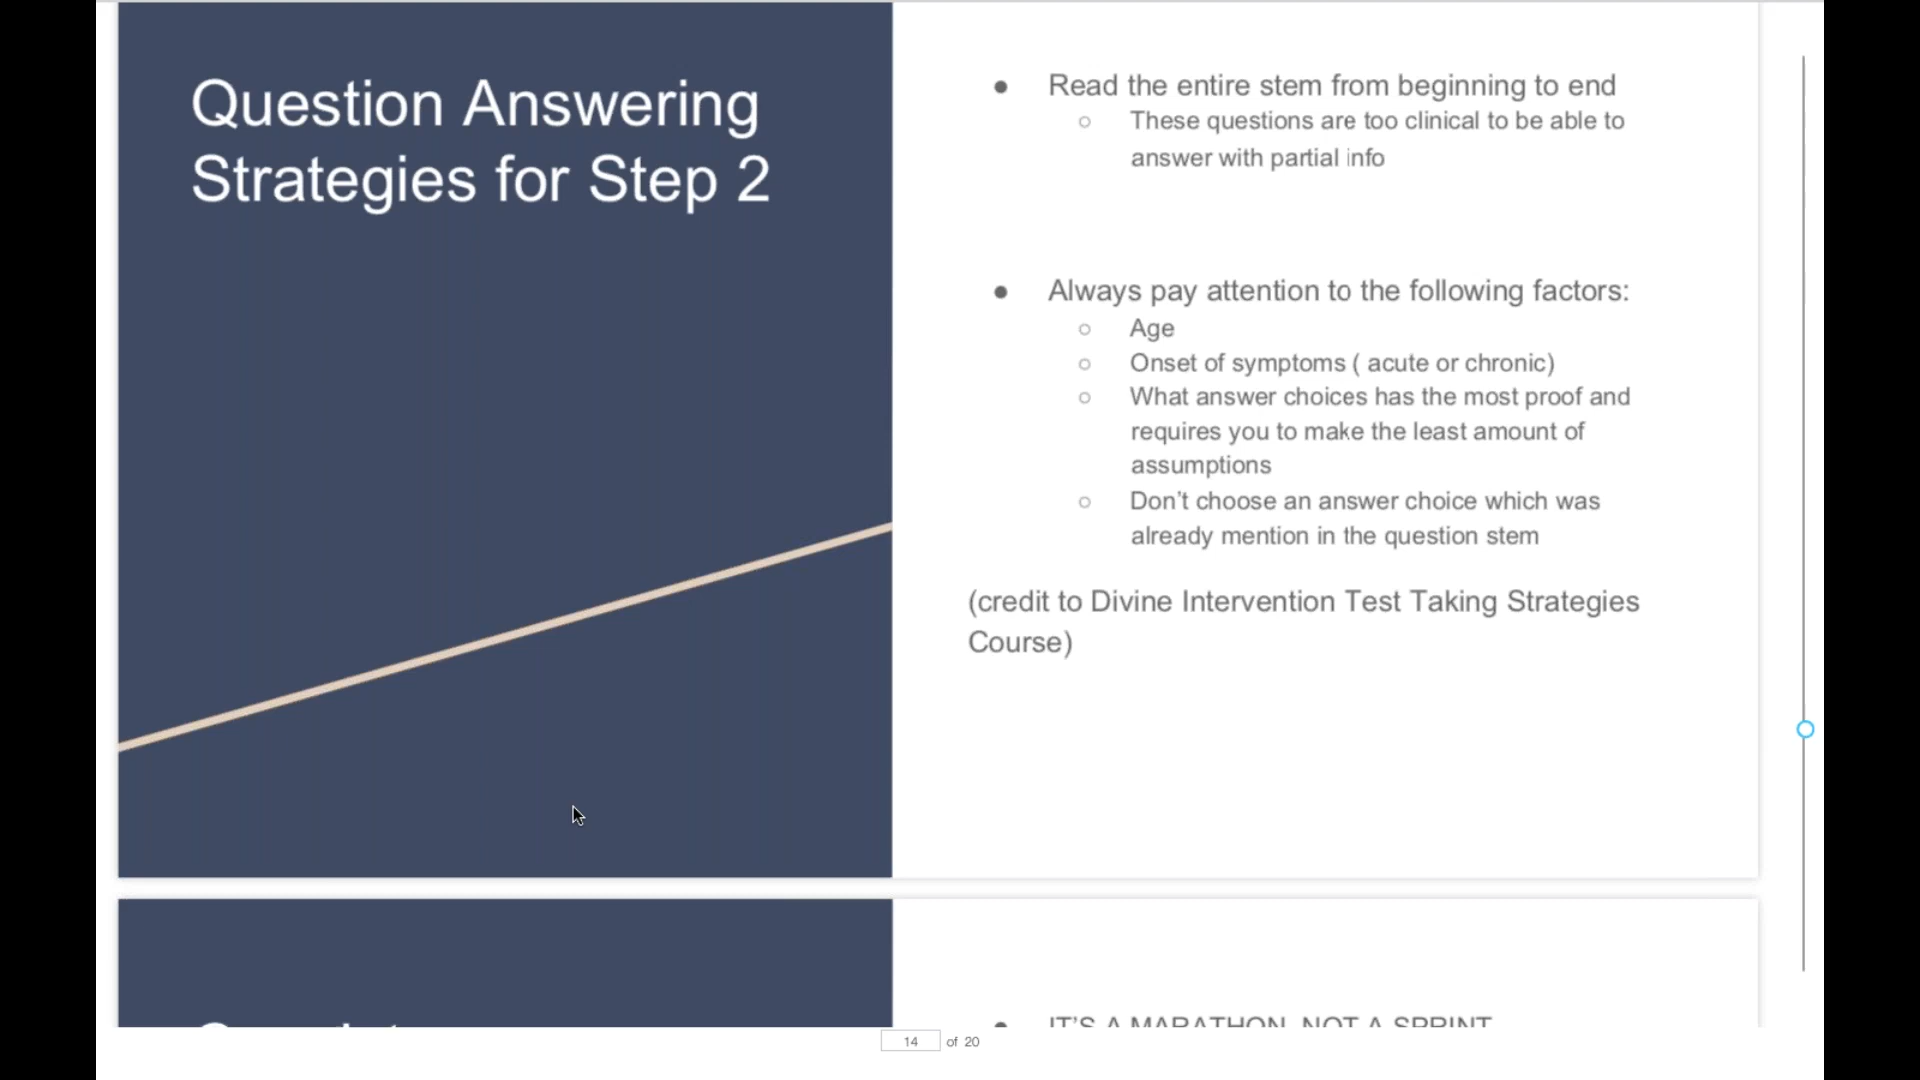 Question Answering
Strategies for Step 2
● Read the entire stem from beginning to end
○ These questions are too clinical to be able to
answer with partial info
● Always pay attention to the following factors:
○ Age
○ Onset of symptoms ( acute or chronic)
○ What answer choices has the most proof and
requires you to make the least amount of
assumptions
○ Don’t choose an answer choice which was
already mention in the question stem
(credit to Divine Intervention Test Taking Strategies
Course)
● IT’S A MARATHON, NOT A SPRINT
14 of 20